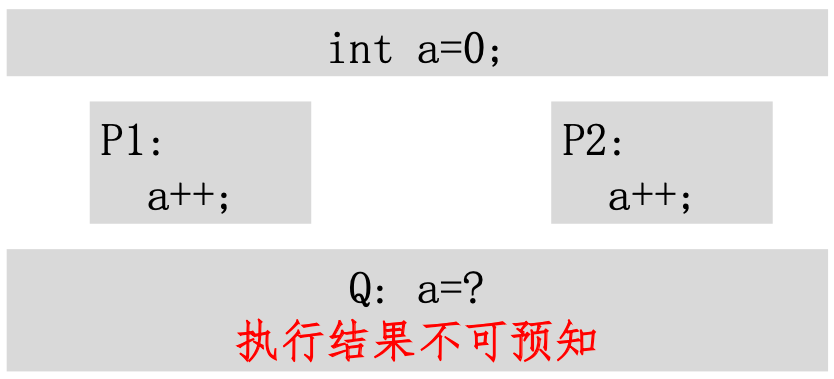 int a=0;
P1:
a++;
P2:
a++;
Q: a=?
执行结果不可预知